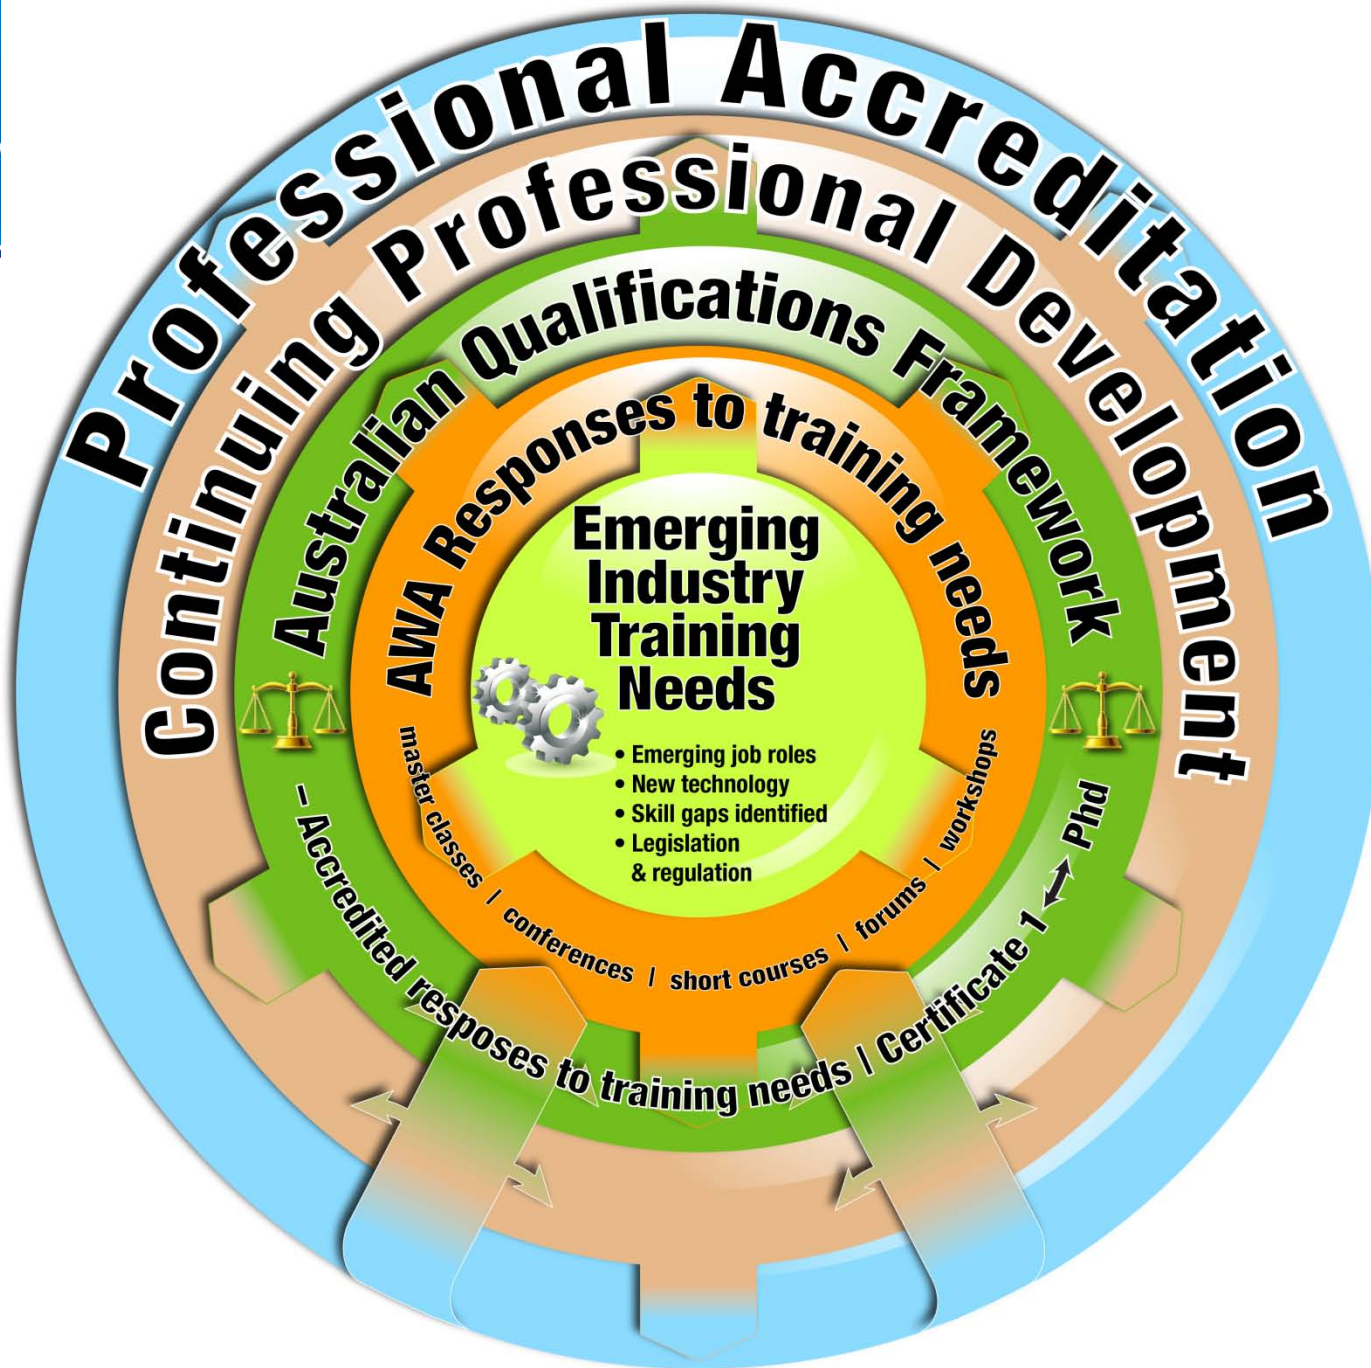 Professional Accreditation
Continuing Professional Development
Australian Qualifications Framework
AWA Responses to training needs
Emerging
Industry
Training
Needs
• Emerging job roles
• New technology
• Skill gaps identified
• Legislation
& regulation
master classes | conferences | short courses | forums | workshops
– Accredited resposes to training needs | Certificate 1 ↔ Phd